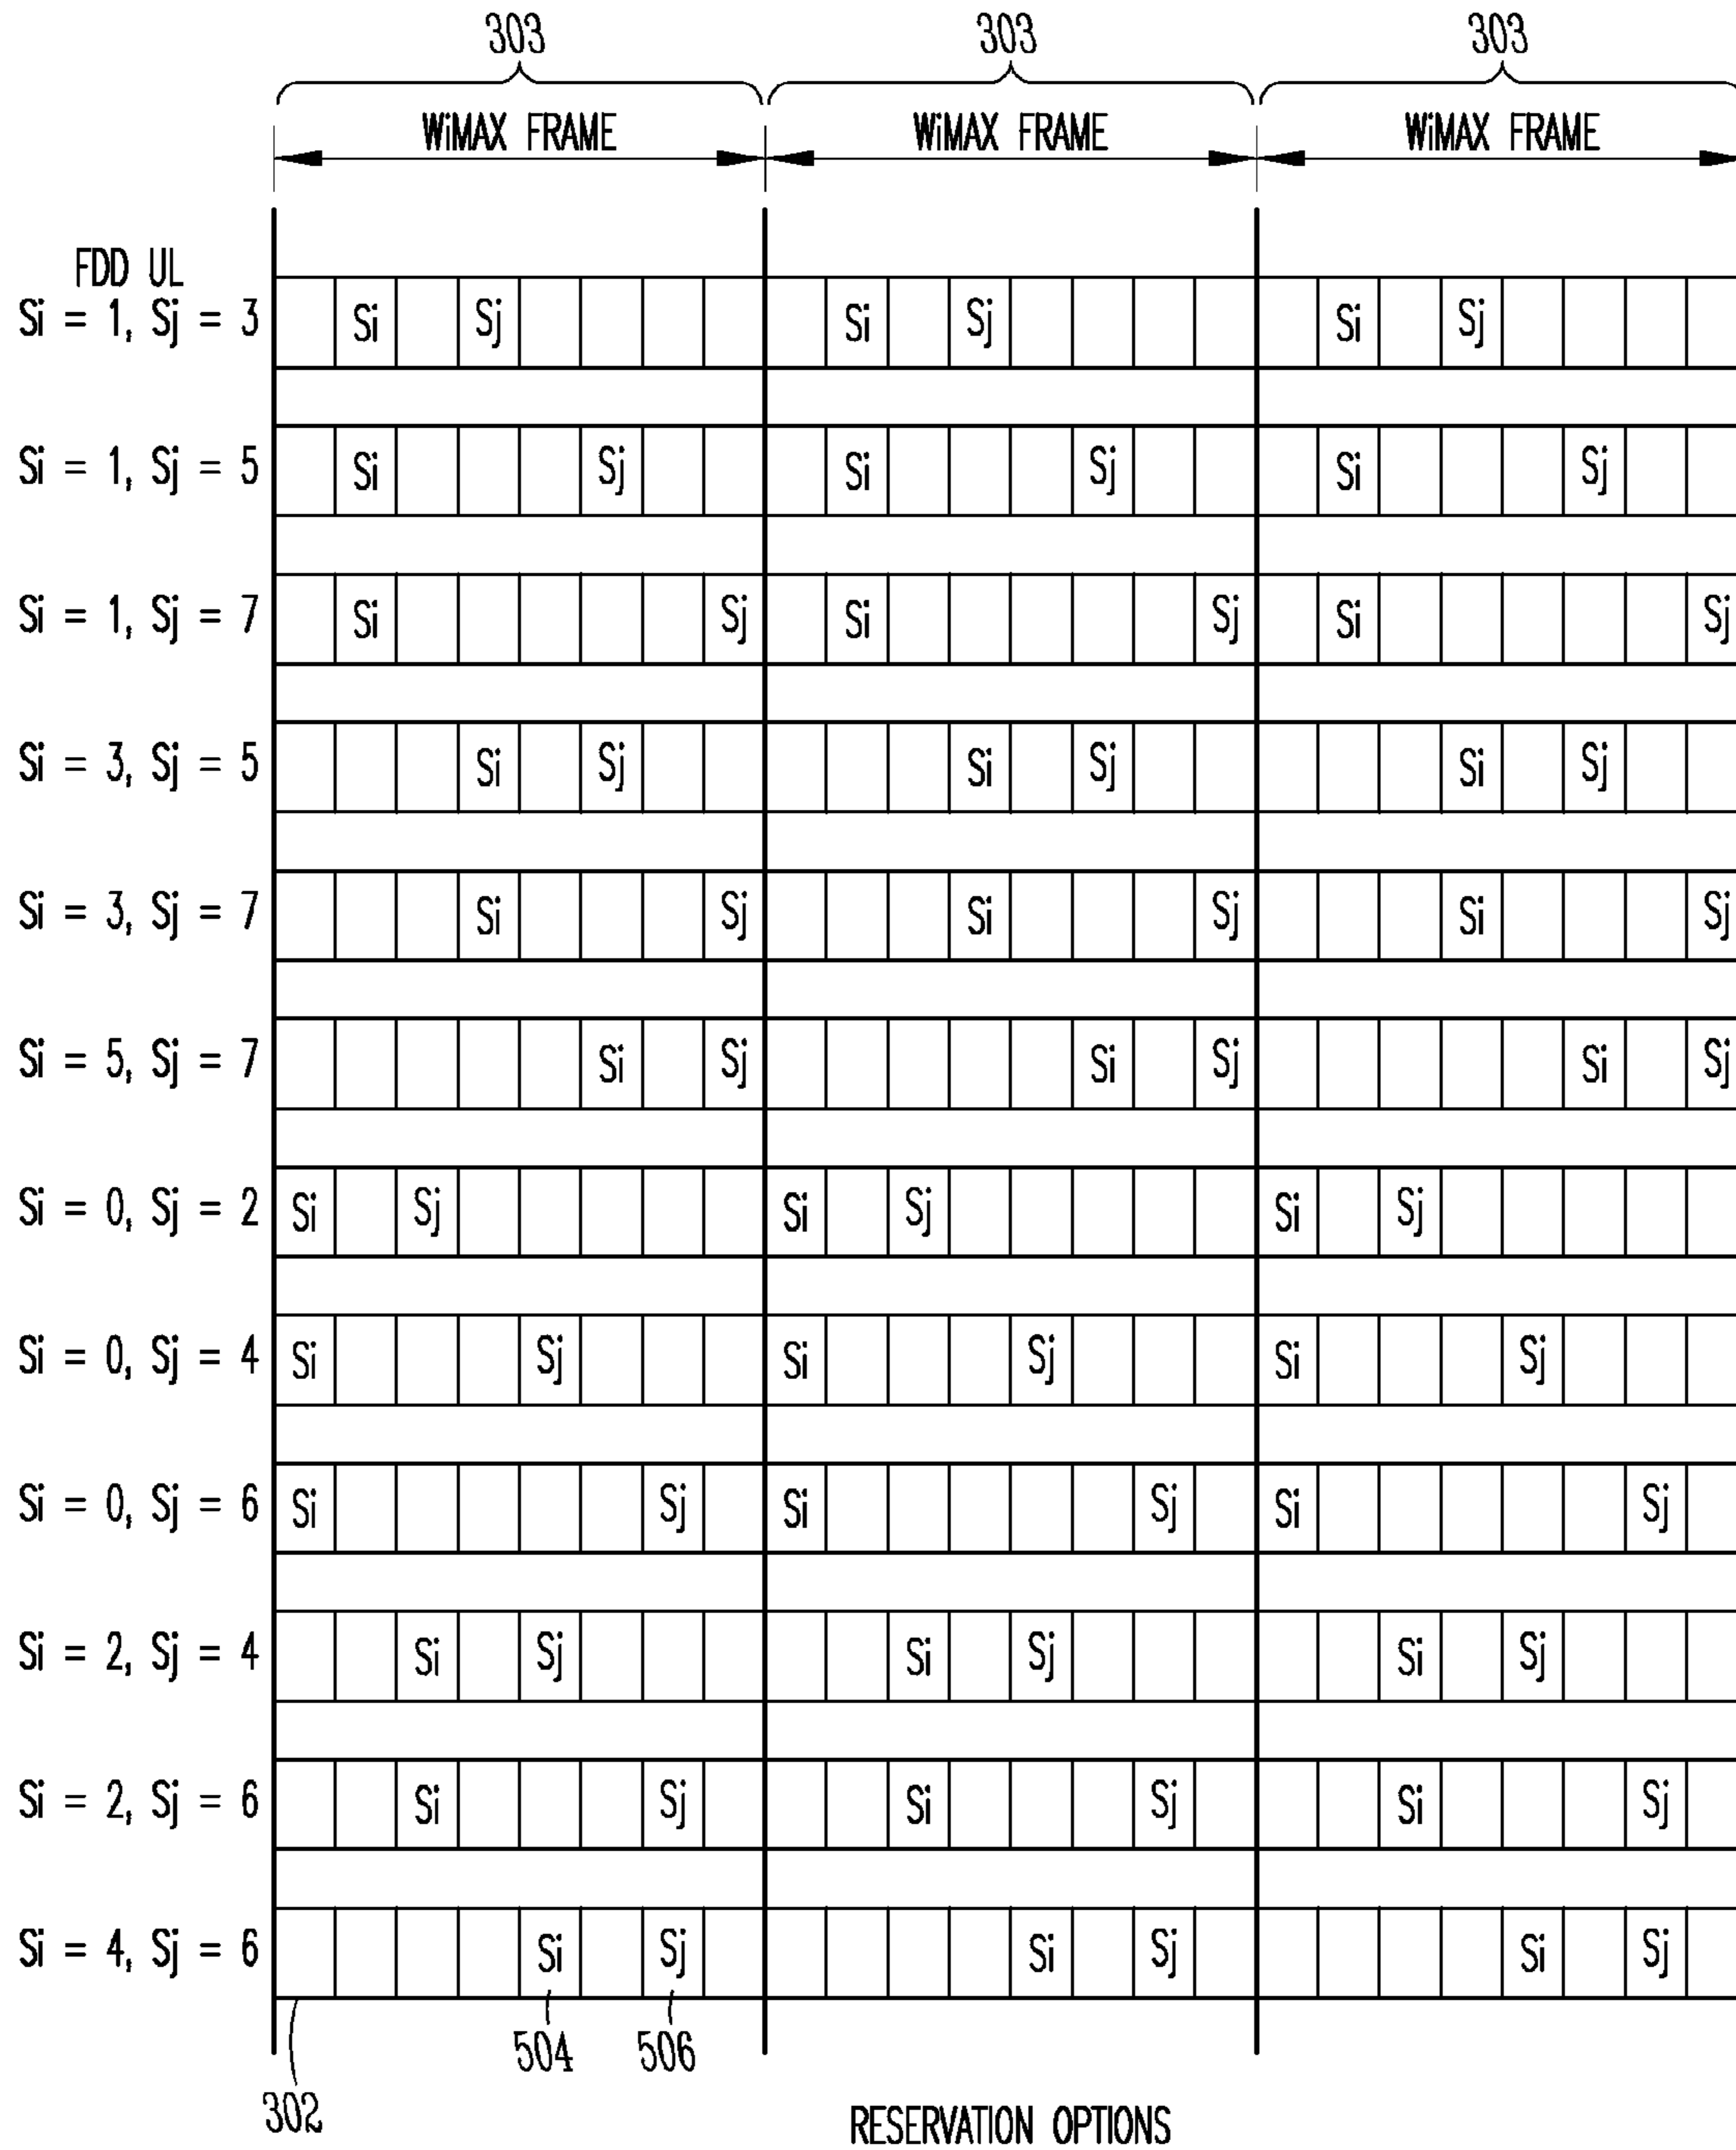 303 303 303
WiMAX FRAME WiMAX FRAME WiMAX FRAME
FDD UL
Si = 1, Sj = 3 Si Sj Si Sj Si Sj
Si = 1, Sj = 5 Si Sj Si Sj Si Sj
Si = 1, Sj = 7 Si Sj Si Sj Si Sj
Si = 3, Sj = 5 Si Sj Si Sj Si Sj
Si = 3, Sj = 7 Si Sj Si Sj Si Sj
Si = 5, Sj = 7 Si Sj Si Sj Si Sj
Si = 0, Sj = 2 Si Sj Si Sj Si Sj
Si = 0, Sj = 4 Si Sj Si Sj Si Sj
Si = 0, Sj = 6 Si Sj Si Sj Si Sj
Si = 2, Sj = 4 Si Sj Si Sj Si Sj
Si = 2, Sj = 6 Si Sj Si Sj Si Sj
Si = 4, Sj = 6 Si Sj Si Sj Si Sj
504 506
302
RESERVATION OPTIONS